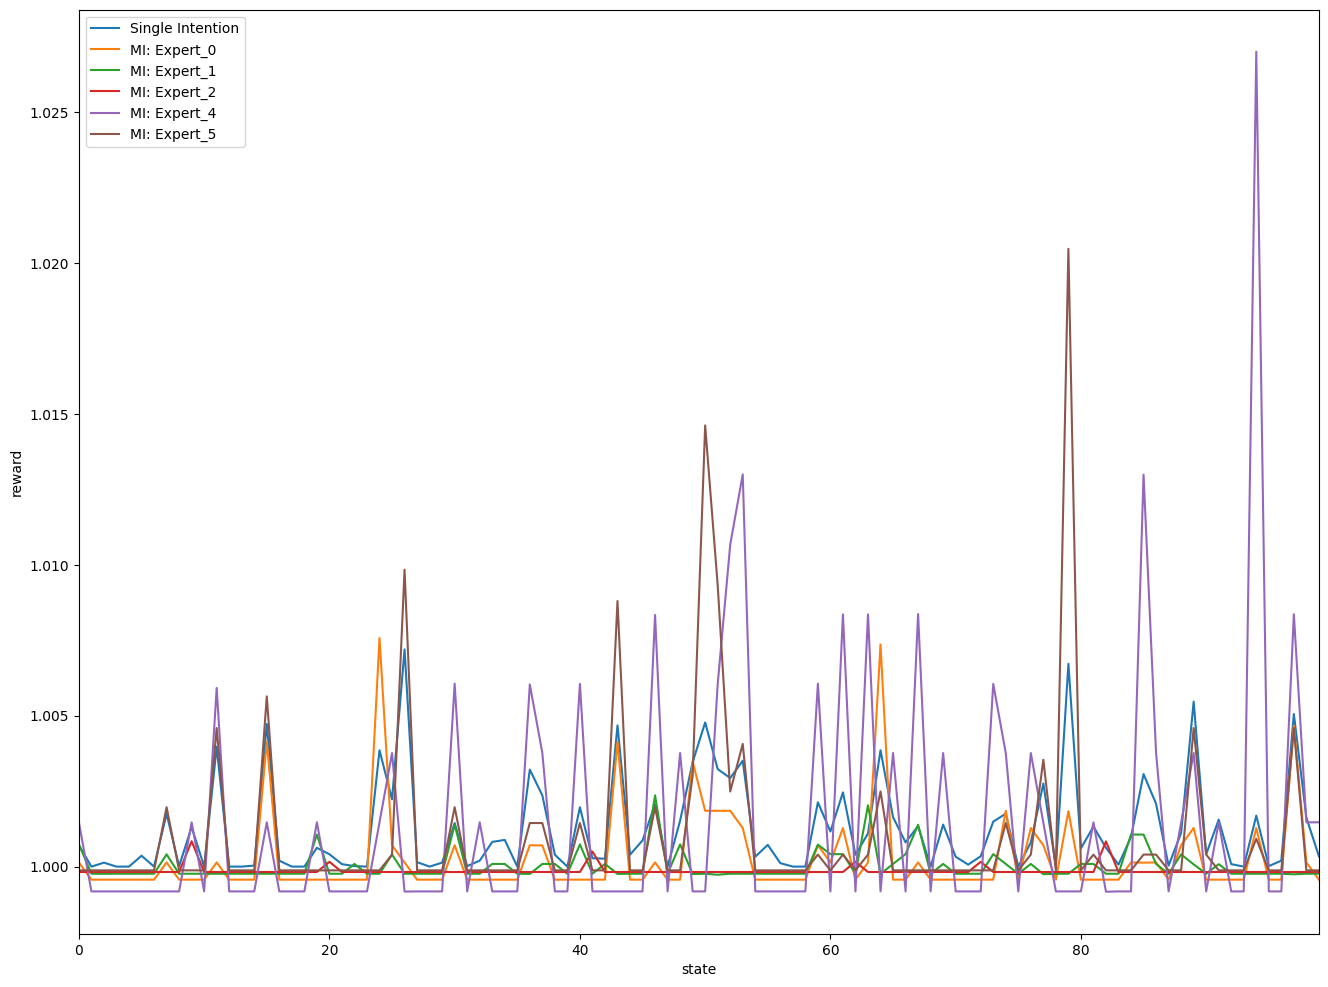 Single Intention
MI: Expert_0
MI: Expert_1
MI: Expert_2
MI: Expert_4
MI: Expert_5
1.025
1.020
1.015
1.010
1.005
1.000
reward
0
20
40
60
80
state